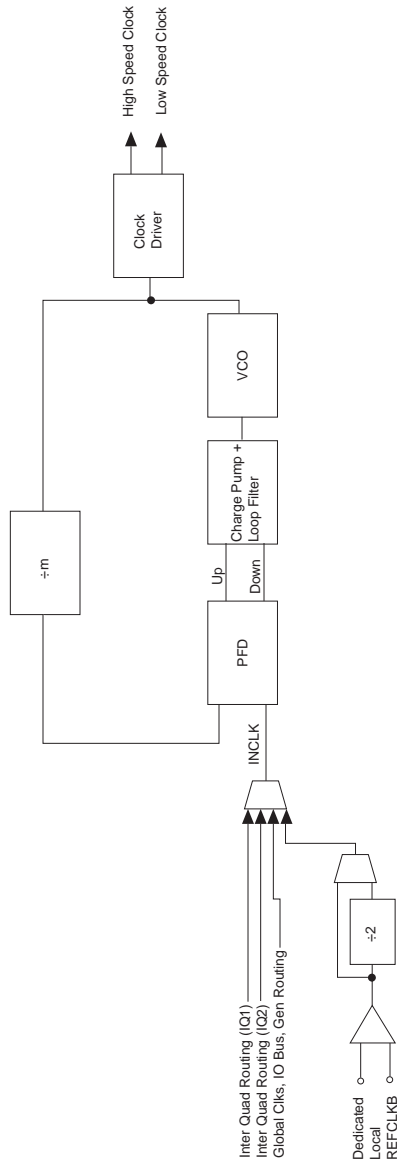 ÷m
High Speed Clock
Low Speed Clock
Clock
Driver
Up
Down
PFD
Charge Pump +
Loop Filter
VCO
INCLK
Inter Quad Routing (IQ1)
Inter Quad Routing (IQ2)
Global Clks, IO Bus, Gen Routing
÷2
Dedicated
Local
REFCLKB